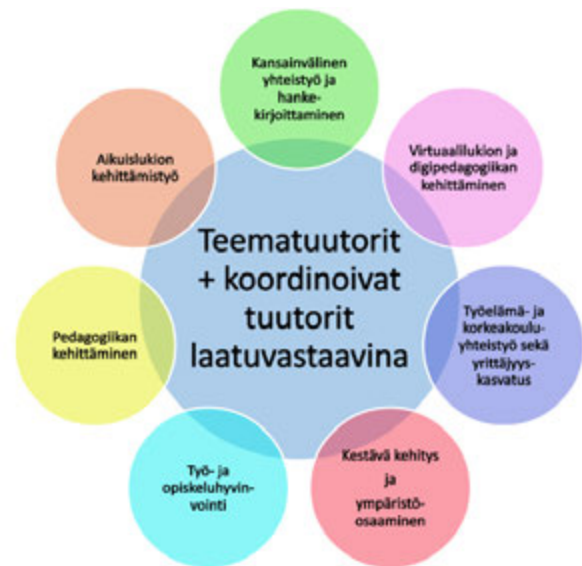 Kansainvälinen
yhteistyö ja
hanke-
kirjoittaminen
Virtuaalilukion ja
digipedagogiikan
kehittäminen
Työelämä- ja
korkeakoulu-
yhteistyö sekä
yrittäjyys-
kasvatus
Kestävä kehitys
ja
ympäristö-
osaaminen
Työ- ja
opiskeluhyvin-
vointi
Pedagogiikan
kehittäminen
Aikuislukion
kehittämistyö
Teematuutorit
+ koordinoivat
tuutorit
laatuvastaavina